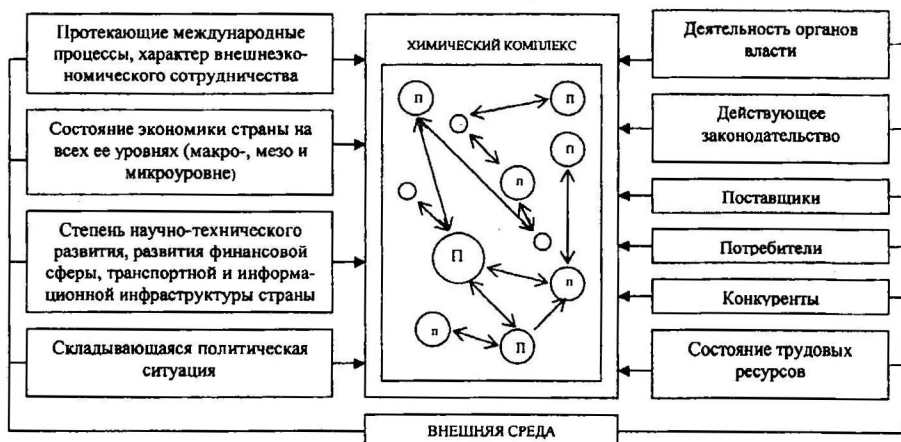 Протекающие международные
процессы, характер внешнеэко-
номического сотрудничества
Состояние экономики страны на
всех ее уровнях (макро-, мезо и
микроуровне)
Степень научно-технического
развития, развития финансовой
сферы, транспортной и информа-
ционной инфраструктуры страны
Складывающаяся политическая
ситуация
ХИМИЧЕСКИЙ КОМПЛЕКС
П
П
П
П
П
П
П
П
Деятельность органов
власти
Действующее
законодательство
Поставщики
Потребители
Конкуренты
Состояние трудовых
ресурсов
ВНЕШНЯЯ СРЕДА